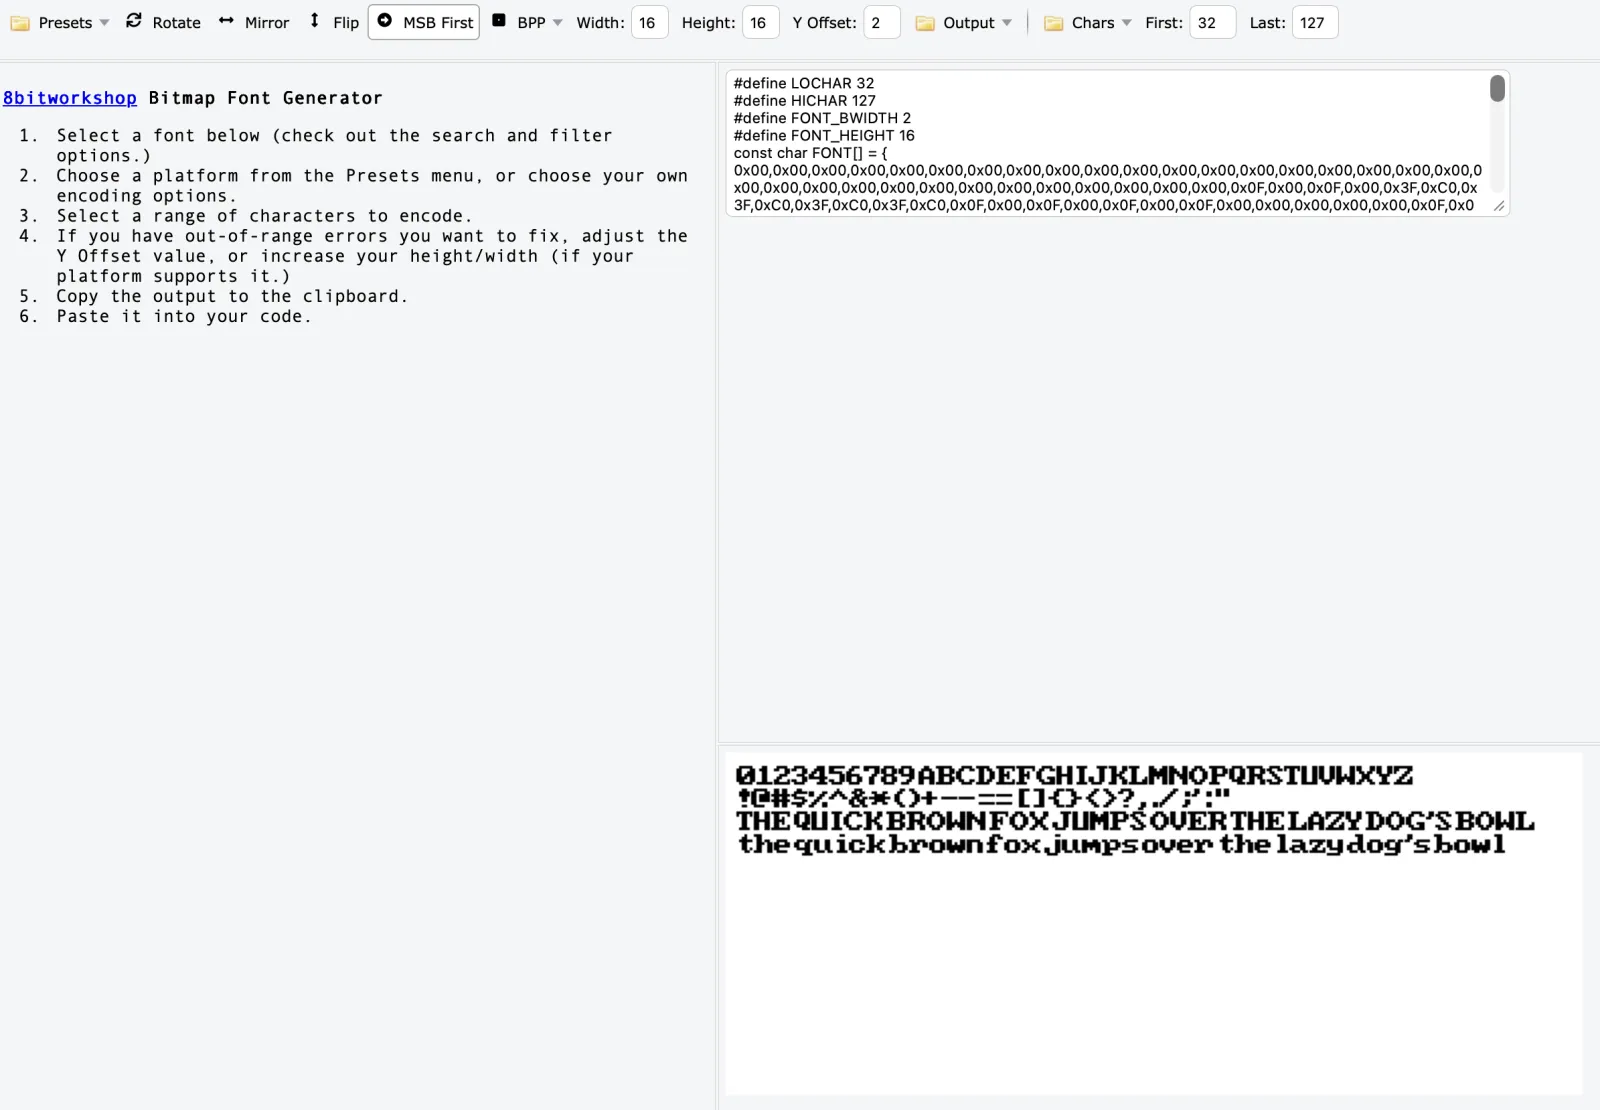 Presets Rotate Mirror Flip MSB First BPP Width: 16 Height: 16 Y Offset: 2 Output Chars First: 32 Last: 127
8bitworkshop Bitmap Font Generator
1. Select a font below (check out the search and filter
options.)
2. Choose a platform from the Presets menu, or choose your own
encoding options.
3. Select a range of characters to encode.
4. If you have out-of-range errors you want to fix, adjust the
Y Offset value, or increase your height/width (if your
platform supports it.)
5. Copy the output to the clipboard.
6. Paste it into your code.
#define LOCHAR 32
#define HICHAR 127
#define FONT_BWIDTH 2
#define FONT_HEIGHT 16
const char FONT[] = {
0x00,0x00,0x00,0x00,0x00,0x00,0x00,0x00,0x00,0x00,0x00,0x00,0x00,0x00,0x00,0x00,0x00,0x00,0x00,0
x00,0x00,0x00,0x00,0x00,0x00,0x00,0x00,0x00,0x00,0x00,0x00,0x00,0x0F,0x00,0x0F,0x00,0x3F,0xC0,0x
3F,0xC0,0x3F,0xC0,0x3F,0xC0,0x0F,0x00,0x0F,0x00,0x0F,0x00,0x0F,0x00,0x00,0x00,0x00,0x0F,0x0
0123456789ABCDEFGHIJKLMNOPQRSTUVWXYZ
!@#$%^&*()+--==[]{}<>?,./;':"
THE QUICK BROWN FOX JUMPS OVER THE LAZY DOG'S BOWL
the quick brown fox jumps over the lazy dog's bowl